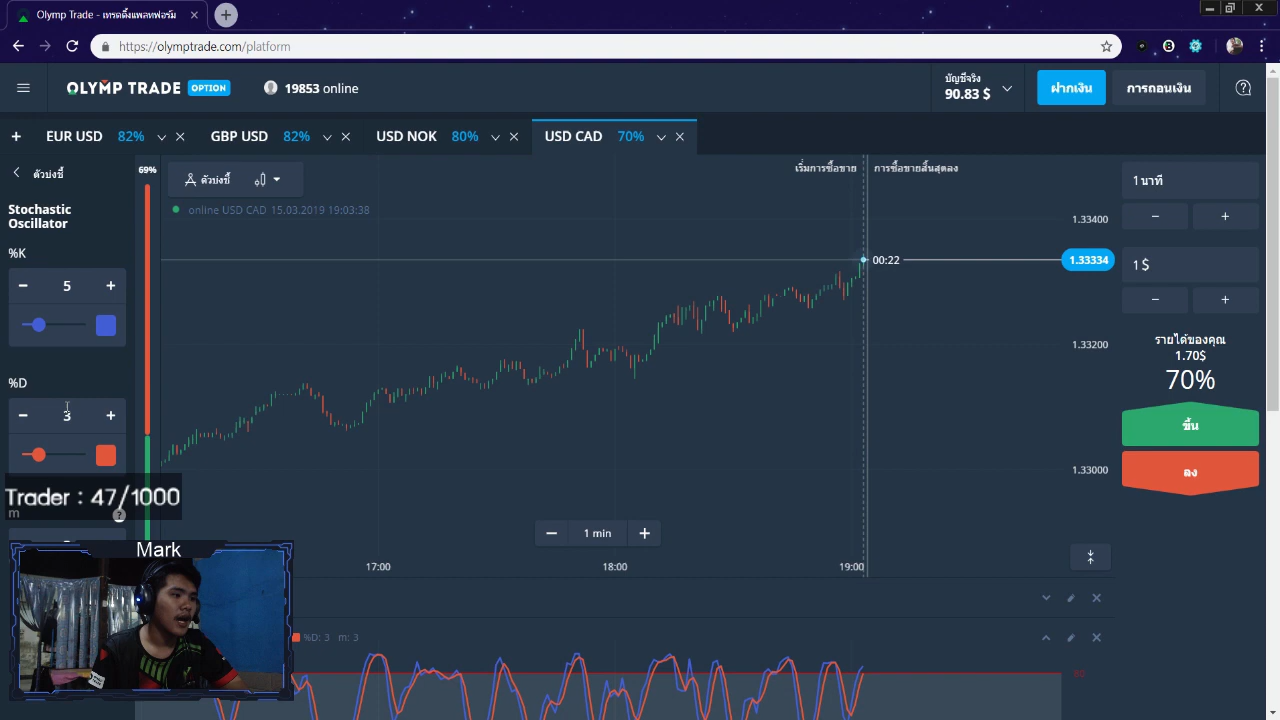 Olymp Trade - เทรดดิ้งแพลทฟอร์ม
https://olymptrade.com/platform
OLYMP TRADE OPTION
19853 online
บัญชีจริง
90.83 $
ฝากเงิน
การถอนเงิน
EUR USD 82%
GBP USD 82%
USD NOK 80%
USD CAD 70%
ตัวบ่งชี้
Stochastic
Oscillator
%K
5
%D
3
Trader : 47/1000
m
Mark
69%
ตัวบ่งชี้
online USD CAD 15.03.2019 19:03:38
เริ่มการซื้อขาย
การซื้อขายสิ้นสุดลง
1.33400
1.33334
00:22
1.33200
1.33000
1 min
17:00
18:00
19:00
%D: 3 m: 3
80
1 นาที
1 $
รายได้ของคุณ
1.70$
70%
ขึ้น
ลง